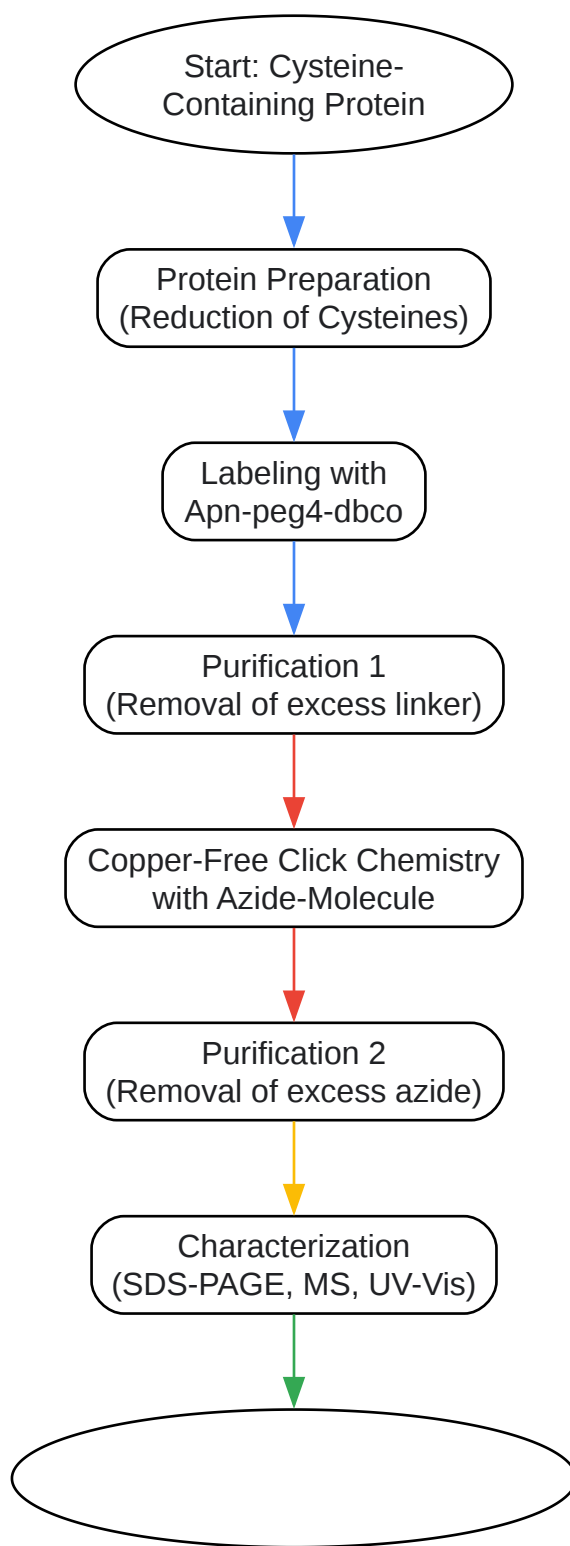 Start: Cysteine-
Containing Protein
Protein Preparation
(Reduction of Cysteines)
Labeling with
Apn-peg4-dbco
Purification 1
(Removal of excess linker)
Copper-Free Click Chemistry
with Azide-Molecule
Purification 2
(Removal of excess azide)
Characterization
(SDS-PAGE, MS, UV-Vis)